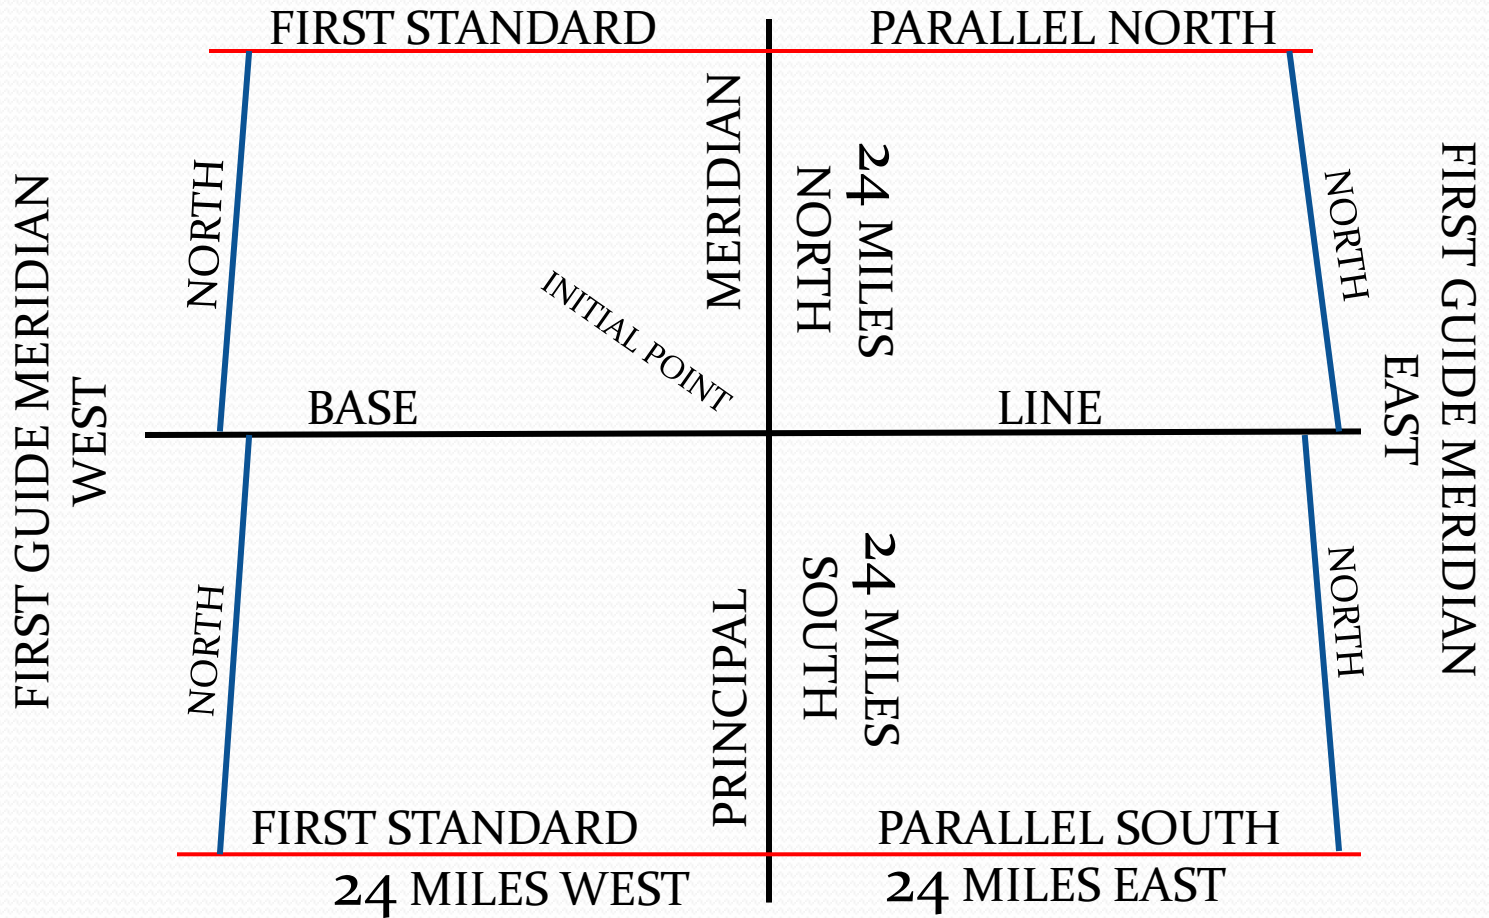 FIRST STANDARD
PARALLEL NORTH
MERIDIAN
24 MILES
NORTH
NORTH
NORTH
FIRST GUIDE MERIDIAN
WEST
FIRST GUIDE MERIDIAN
EAST
INITIAL POINT
BASE
LINE
24 MILES
SOUTH
NORTH
NORTH
PRINCIPAL
FIRST STANDARD
PARALLEL SOUTH
24 MILES WEST
24 MILES EAST